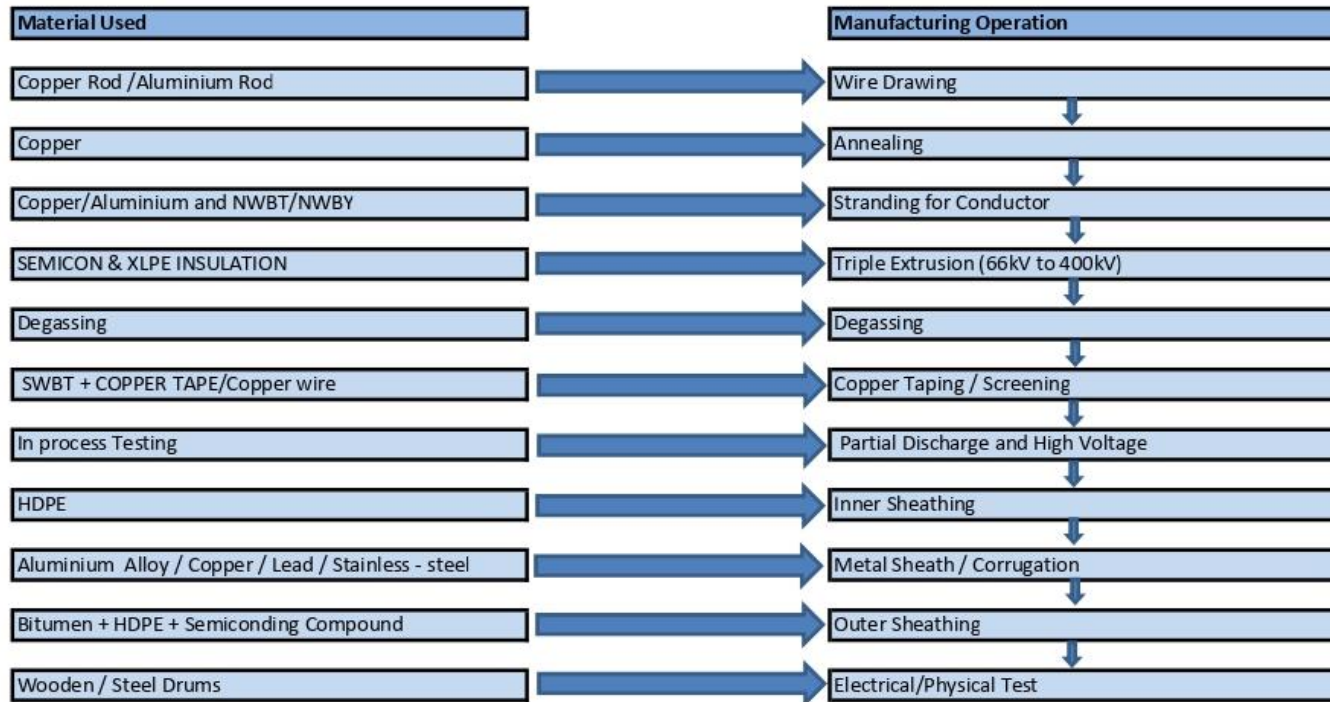 Material Used
Manufacturing Operation
Copper Rod /Aluminium Rod
Wire Drawing
Copper
Annealing
Copper/Aluminium and NWBT/NWBY
Stranding for Conductor
SEMICON & XLPE INSULATION
Triple Extrusion (66kV to 400kV)
Degassing
Degassing
SWBT + COPPER TAPE/Copper wire
Copper Taping / Screening
In process Testing
Partial Discharge and High Voltage
HDPE
Inner Sheathing
Aluminium Alloy / Copper / Lead / Stainless - steel
Metal Sheath / Corrugation
Bitumen + HDPE + Semiconding Compound
Outer Sheathing
Wooden / Steel Drums
Electrical/Physical Test